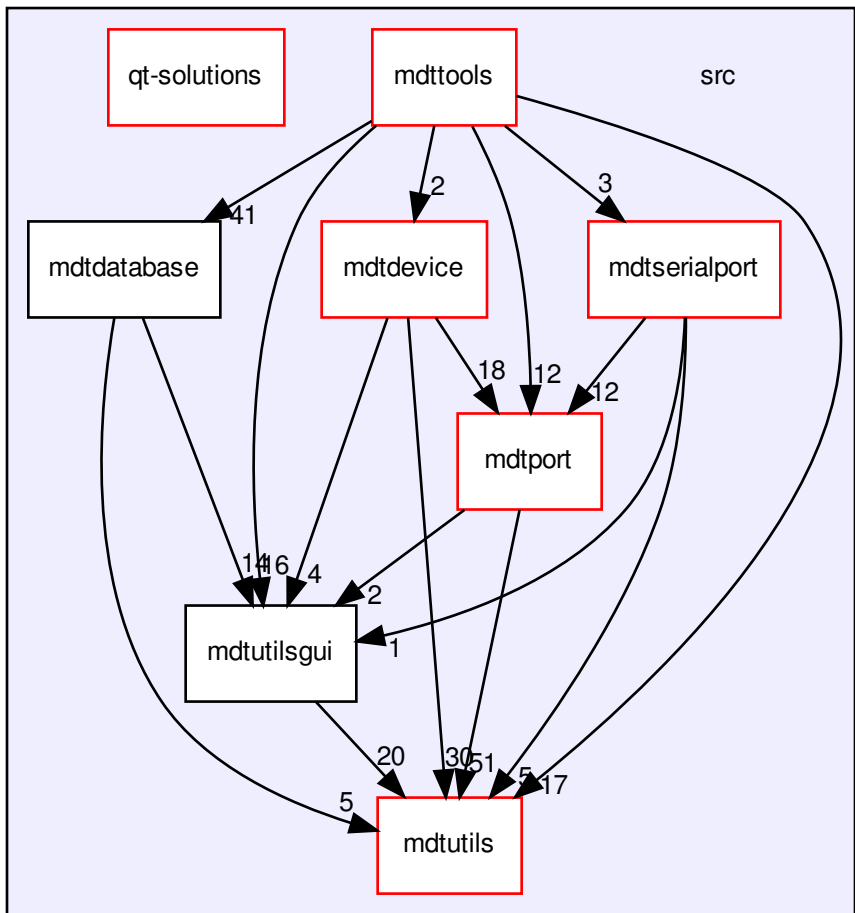 qt-solutions
mdttools
src
41
2
3
mdtdatabase
mdtdevice
mdtserialport
18
12
12
mdtport
14
16
4
2
1
mdtutilsgui
20
30
51
5
17
5
mdtutils